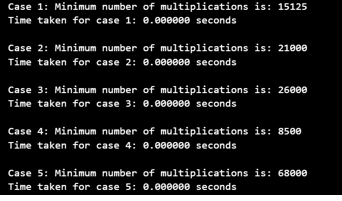 Case 1: Minimum number of multiplications is: 15125
Time taken for case 1: 0.000000 seconds
Case 2: Minimum number of multiplications is: 21000
Time taken for case 2: 0.000000 seconds
Case 3: Minimum number of multiplications is: 26000
Time taken for case 3: 0.000000 seconds
Case 4: Minimum number of multiplications is: 8500
Time taken for case 4: 0.000000 seconds
Case 5: Minimum number of multiplications is: 68000
Time taken for case 5: 0.000000 seconds